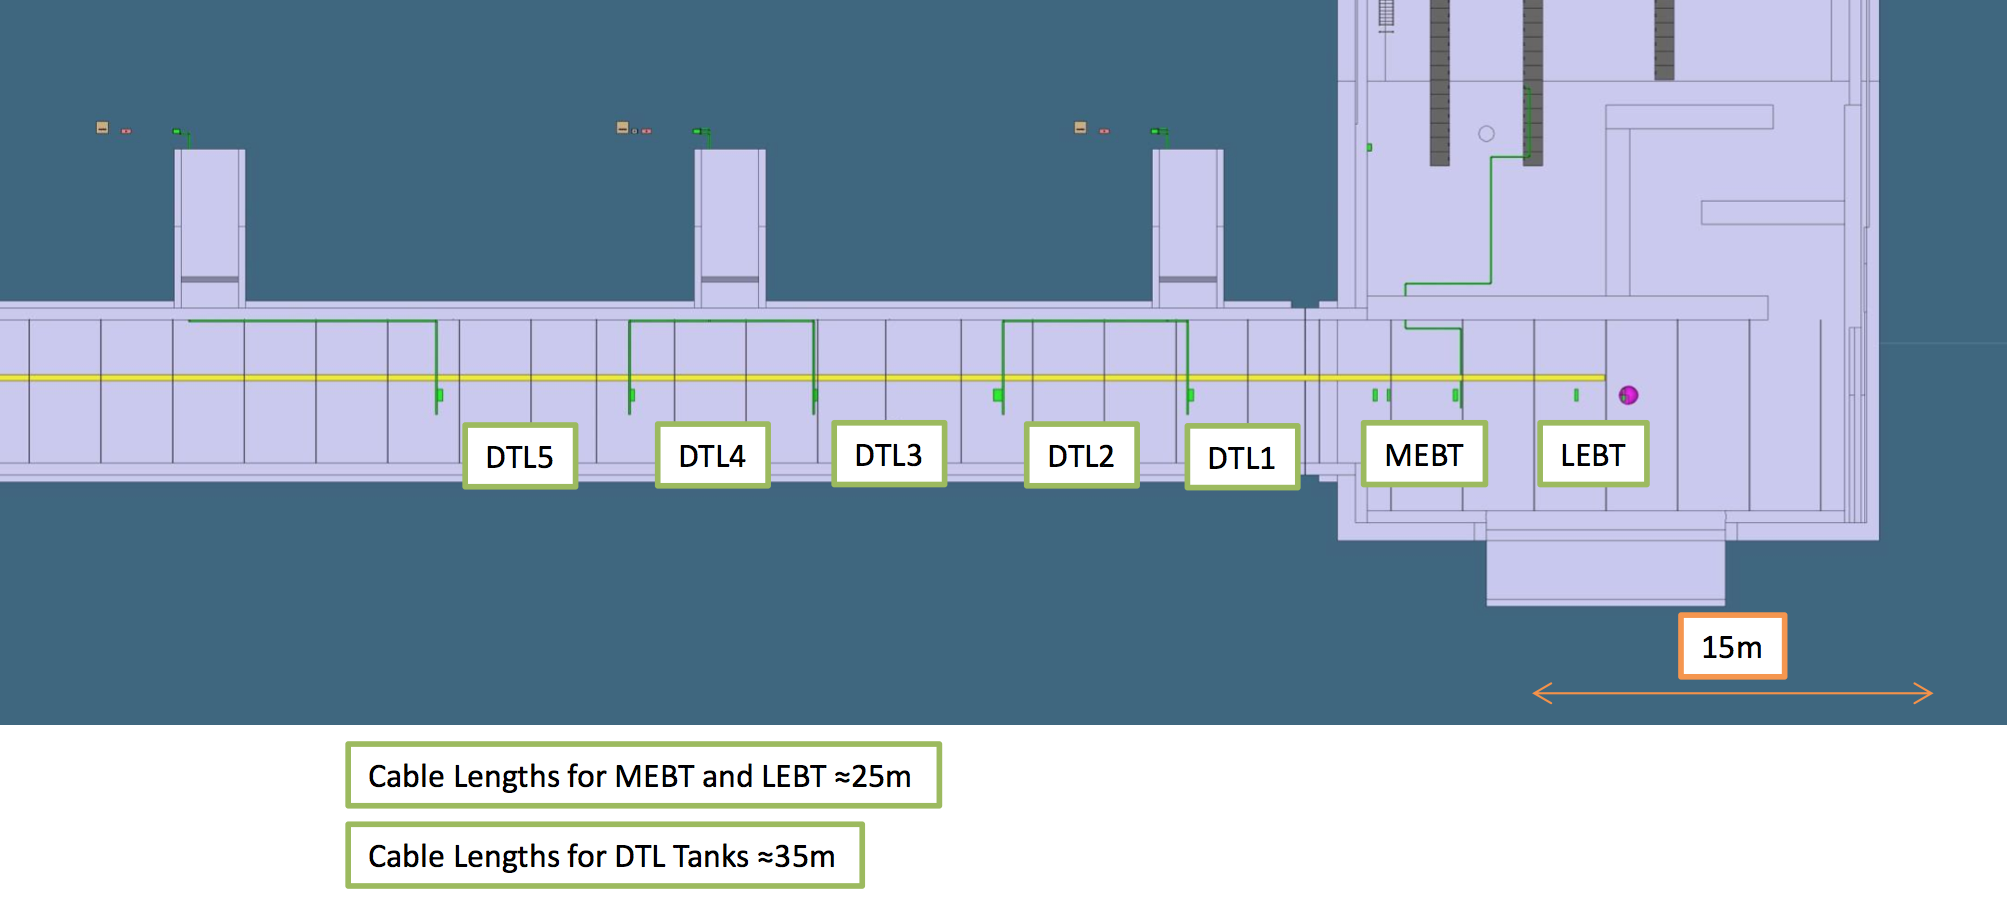 DTL5
DTL4
DTL3
DTL2
DTL1
MEBT
LEBT
15m
Cable Lengths for MEBT and LEBT ≈25m
Cable Lengths for DTL Tanks ≈35m